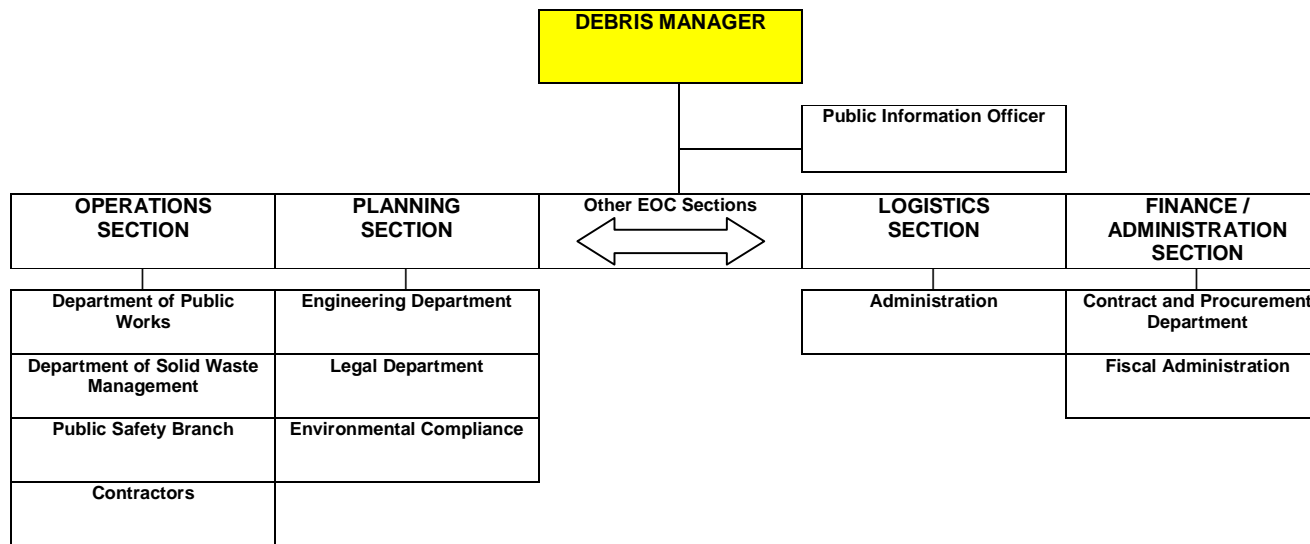 DEBRIS MANAGER
Public Information Officer
OPERATIONS
SECTION
PLANNING
SECTION
Other EOC Sections
LOGISTICS
SECTION
FINANCE /
ADMINISTRATION
SECTION
Department of Public
Works
Engineering Department
Administration
Contract and Procurement
Department
Department of Solid Waste
Management
Legal Department
Fiscal Administration
Public Safety Branch
Environmental Compliance
Contractors